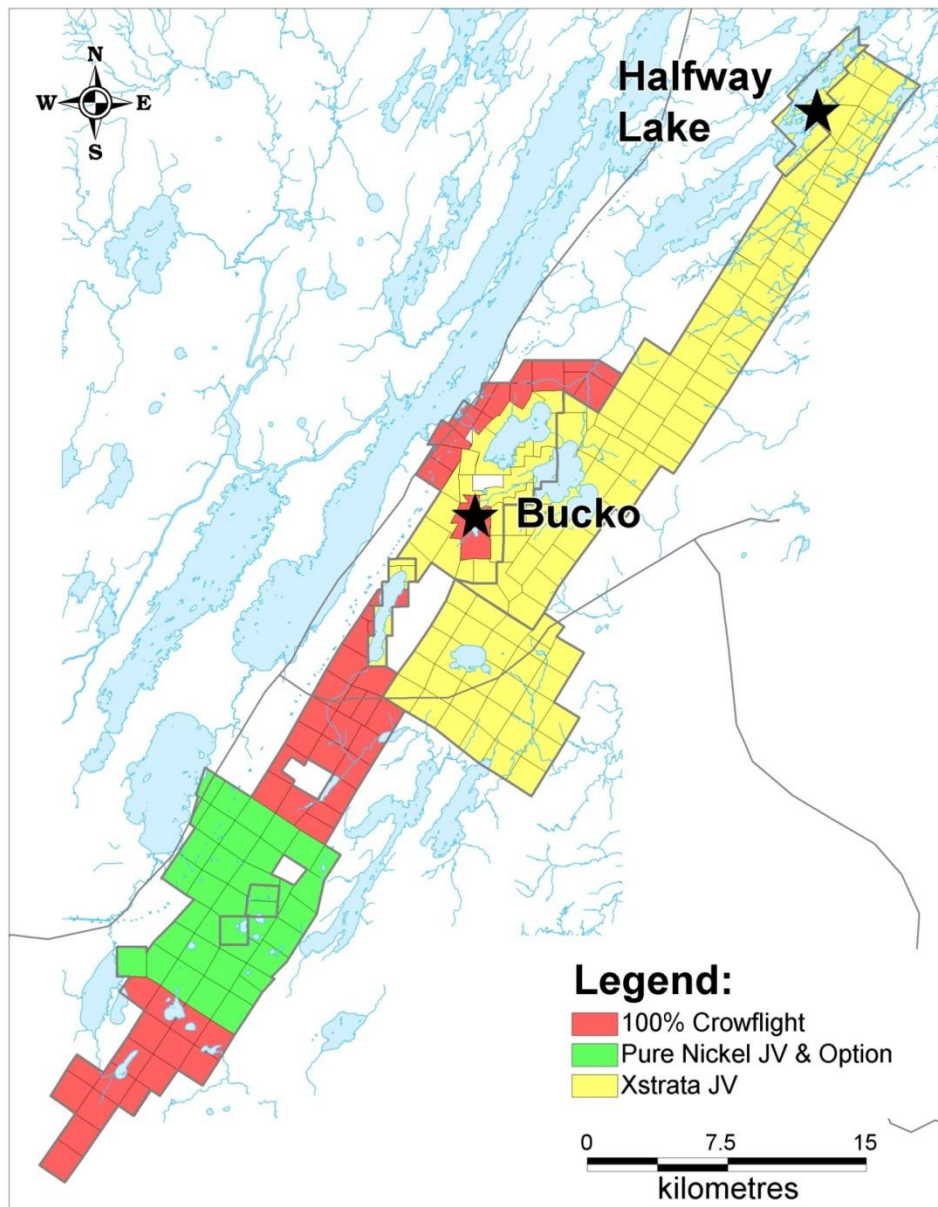 N
W E
S
Halfway
Lake
Bucko
Legend:
100% Crowflight
Pure Nickel JV & Option
Xstrata JV
0 7.5 15
kilometres